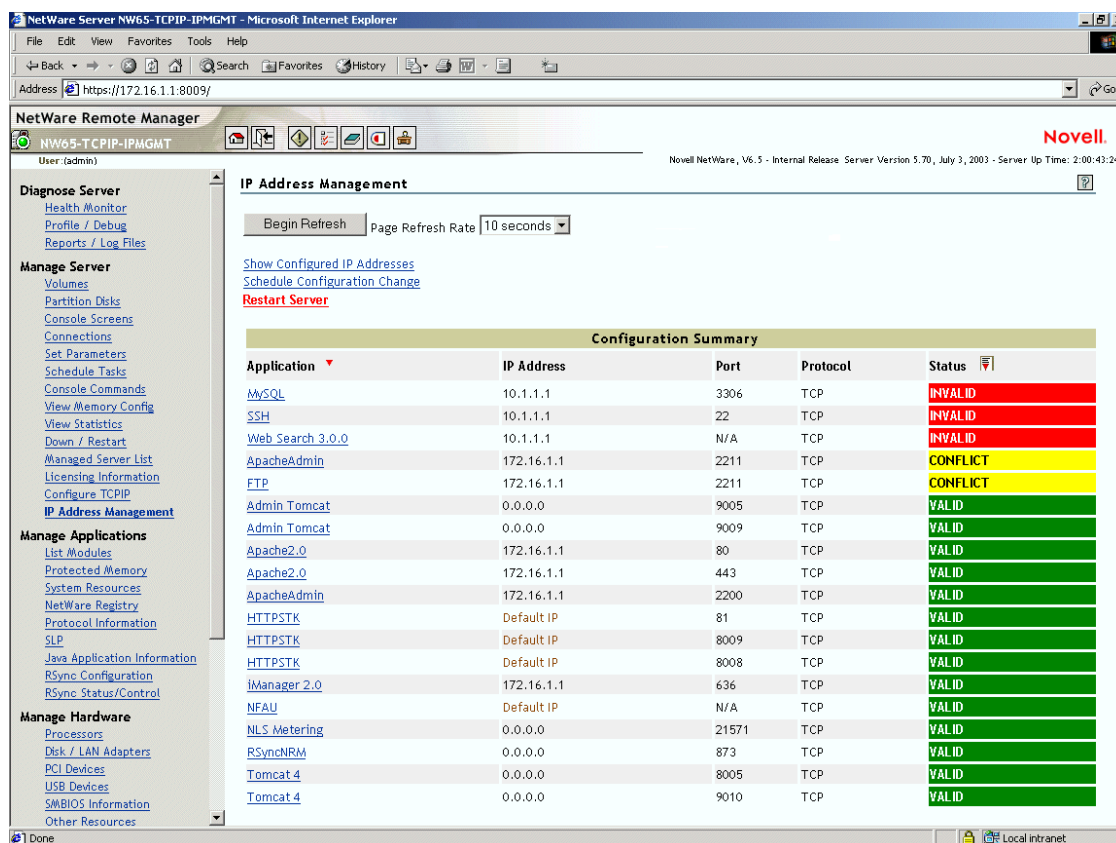 NetWare Server NW65-TCPIP-IPMGMT - Microsoft Internet Explorer
File Edit View Favorites Tools Help
Back Search Favorites History
Address https://172.16.1.1:8009/ Go
NetWare Remote Manager
NW65-TCPIP-IPMGMT
User:(admin)
Novell.
Novell NetWare, V6.5 - Internal Release Server Version 5.70, July 3, 2003 - Server Up Time: 2:00:43:24
Diagnose Server
Health Monitor
Profile / Debug
Reports / Log Files
Manage Server
Volumes
Partition Disks
Console Screens
Connections
Set Parameters
Schedule Tasks
Console Commands
View Memory Config
View Statistics
Down / Restart
Managed Server List
Licensing Information
Configure TCPIP
IP Address Management
Manage Applications
List Modules
Protected Memory
System Resources
NetWare Registry
Protocol Information
SLP
Java Application Information
RSync Configuration
RSync Status/Control
Manage Hardware
Processors
Disk / LAN Adapters
PCI Devices
USB Devices
SMBIOS Information
Other Resources
IP Address Management ?
Begin Refresh Page Refresh Rate 10 seconds
Show Configured IP Addresses
Schedule Configuration Change
Restart Server
Configuration Summary
Application IP Address Port Protocol Status
MySQL 10.1.1.1 3306 TCP INVALID
SSH 10.1.1.1 22 TCP INVALID
Web Search 3.0.0 10.1.1.1 N/A TCP INVALID
ApacheAdmin 172.16.1.1 2211 TCP CONFLICT
FTP 172.16.1.1 2211 TCP CONFLICT
Admin Tomcat 0.0.0.0 9005 TCP VALID
Admin Tomcat 0.0.0.0 9009 TCP VALID
Apache2.0 172.16.1.1 80 TCP VALID
Apache2.0 172.16.1.1 443 TCP VALID
ApacheAdmin 172.16.1.1 2200 TCP VALID
HTTPSTK Default IP 81 TCP VALID
HTTPSTK Default IP 8009 TCP VALID
HTTPSTK Default IP 8008 TCP VALID
iManager 2.0 172.16.1.1 636 TCP VALID
NFAU Default IP N/A TCP VALID
NLS Metering 0.0.0.0 21571 TCP VALID
RSyncNRM 0.0.0.0 873 TCP VALID
Tomcat 4 0.0.0.0 8005 TCP VALID
Tomcat 4 0.0.0.0 9010 TCP VALID
Done
Local intranet